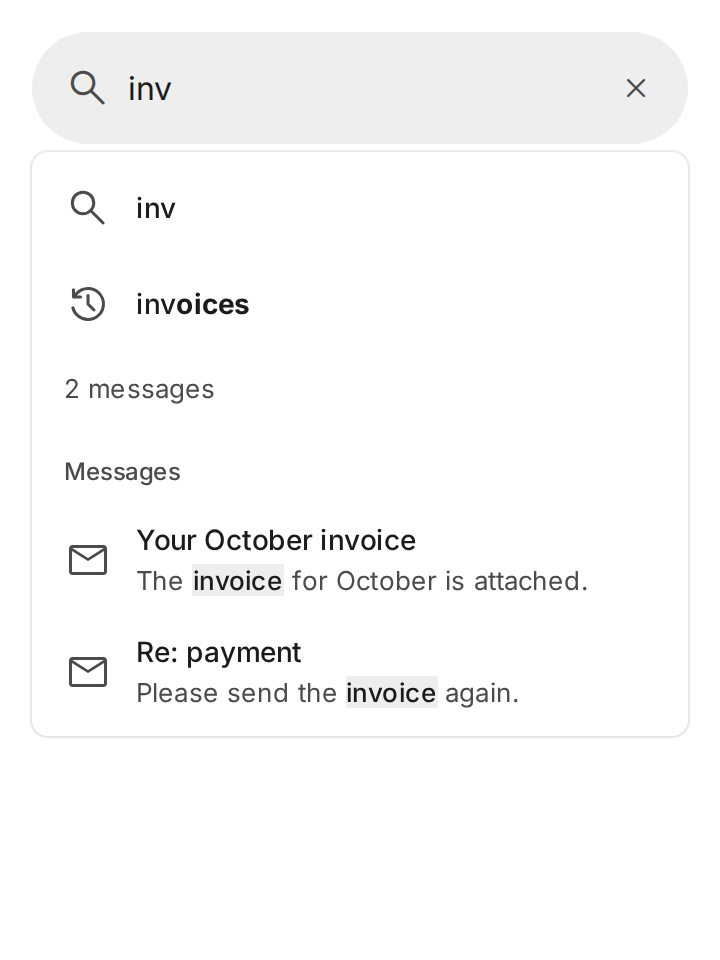 inv
inv
invoices
2 messages
Messages
Your October invoice
The invoice for October is attached.
Re: payment
Please send the invoice again.